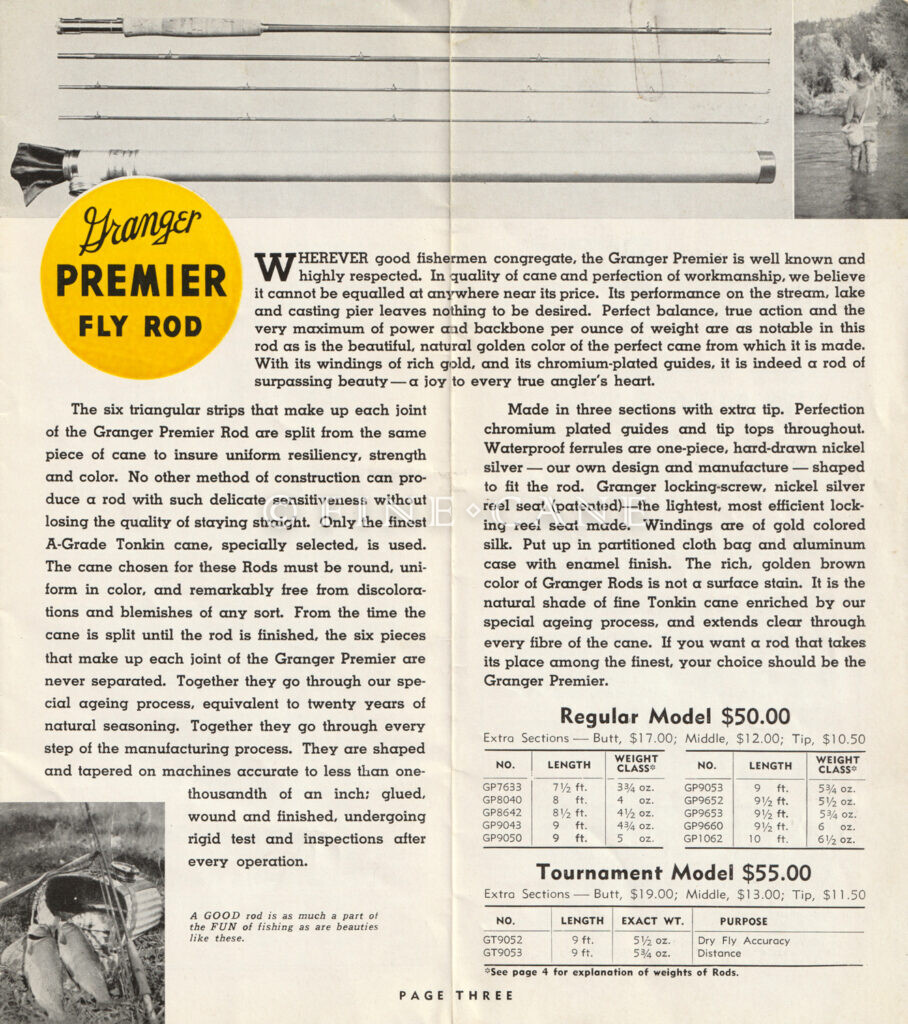 Granger
PREMIER
FLY ROD
WHEREVER good fishermen congregate, the Granger Premier is well known and
highly respected. In quality of cane and perfection of workmanship, we believe
it cannot be equalled at anywhere near its price. Its performance on the stream, lake
and casting pier leaves nothing to be desired. Perfect balance, true action and the
very maximum of power and backbone per ounce of weight are as notable in this
rod as is the beautiful, natural golden color of the perfect cane from which it is made.
With its windings of rich gold, and its chromium-plated guides, it is indeed a rod of
surpassing beauty—a joy to every true angler's heart.
The six triangular strips that make up each joint
of the Granger Premier Rod are split from the same
piece of cane to insure uniform resiliency, strength
and color. No other method of construction can pro-
duce a rod with such delicate sensitiveness without
losing the quality of staying straight. Only the finest
A-Grade Tonkin cane, specially selected, is used.
The cane chosen for these Rods must be round, uni-
form in color, and remarkably free from discolora-
tions and blemishes of any sort. From the time the
cane is split until the rod is finished, the six pieces
that make up each joint of the Granger Premier are
never separated. Together they go through our spe-
cial ageing process, equivalent to twenty years of
natural seasoning. Together they go through every
step of the manufacturing process. They are shaped
and tapered on machines accurate to less than one-
thousandth of an inch; glued,
wound and finished, undergoing
rigid test and inspections after
every operation.
A GOOD rod is as much a part of
the FUN of fishing as are beauties
like these.
Made in three sections with extra tip. Perfection
chromium plated guides and tip tops throughout.
Waterproof ferrules are one-piece, hard-drawn nickel
silver — our own design and manufacture — shaped
to fit the rod. Granger locking-screw, nickel silver
reel seat (patented)—the lightest, most efficient lock-
ing reel seat made. Windings are of gold colored
silk. Put up in partitioned cloth bag and aluminum
case with enamel finish. The rich, golden brown
color of Granger Rods is not a surface stain. It is the
natural shade of fine Tonkin cane enriched by our
special ageing process, and extends clear through
every fibre of the cane. If you want a rod that takes
its place among the finest, your choice should be the
Granger Premier.
© FINE CANE
Regular Model $50.00
Extra Sections — Butt, $17.00; Middle, $12.00; Tip, $10.50
NO. LENGTH WEIGHT CLASS* NO. LENGTH WEIGHT CLASS*
GP7633 7½ ft. 3¾ oz. GP9053 9 ft. 5¾ oz.
GP8040 8 ft. 4 oz. GP9652 9½ ft. 5½ oz.
GP8642 8½ ft. 4½ oz. GP9653 9½ ft. 5¾ oz.
GP9043 9 ft. 4¾ oz. GP9660 9½ ft. 6 oz.
GP9050 9 ft. 5 oz. GP1062 10 ft. 6½ oz.
Tournament Model $55.00
Extra Sections — Butt, $19.00; Middle, $13.00; Tip, $11.50
NO. LENGTH EXACT WT. PURPOSE
GT9052 9 ft. 5½ oz. Dry Fly Accuracy
GT9053 9 ft. 5¾ oz. Distance
*See page 4 for explanation of weights of Rods.
PAGE THREE